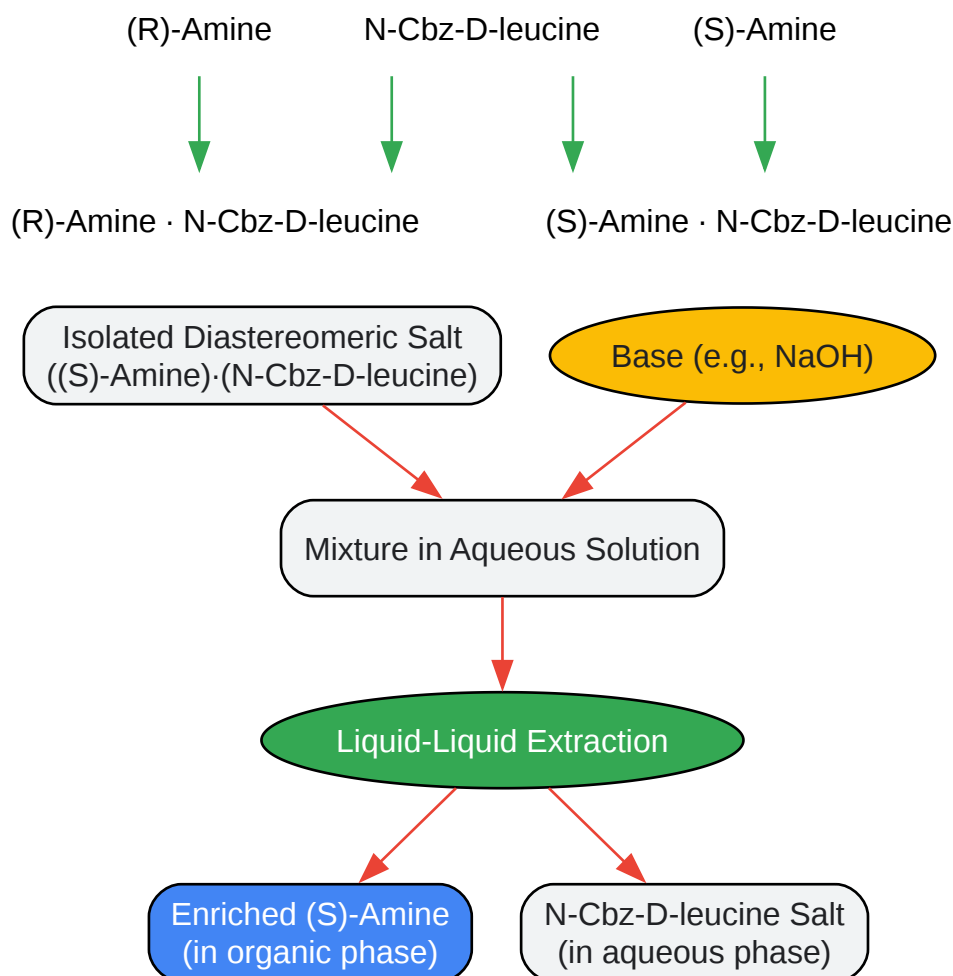 (R)-Amine
N-Cbz-D-leucine
(S)-Amine
(R)-Amine · N-Cbz-D-leucine
(S)-Amine · N-Cbz-D-leucine
Isolated Diastereomeric Salt
((S)-Amine)·(N-Cbz-D-leucine)
Base (e.g., NaOH)
Mixture in Aqueous Solution
Liquid-Liquid Extraction
Enriched (S)-Amine
(in organic phase)
N-Cbz-D-leucine Salt
(in aqueous phase)